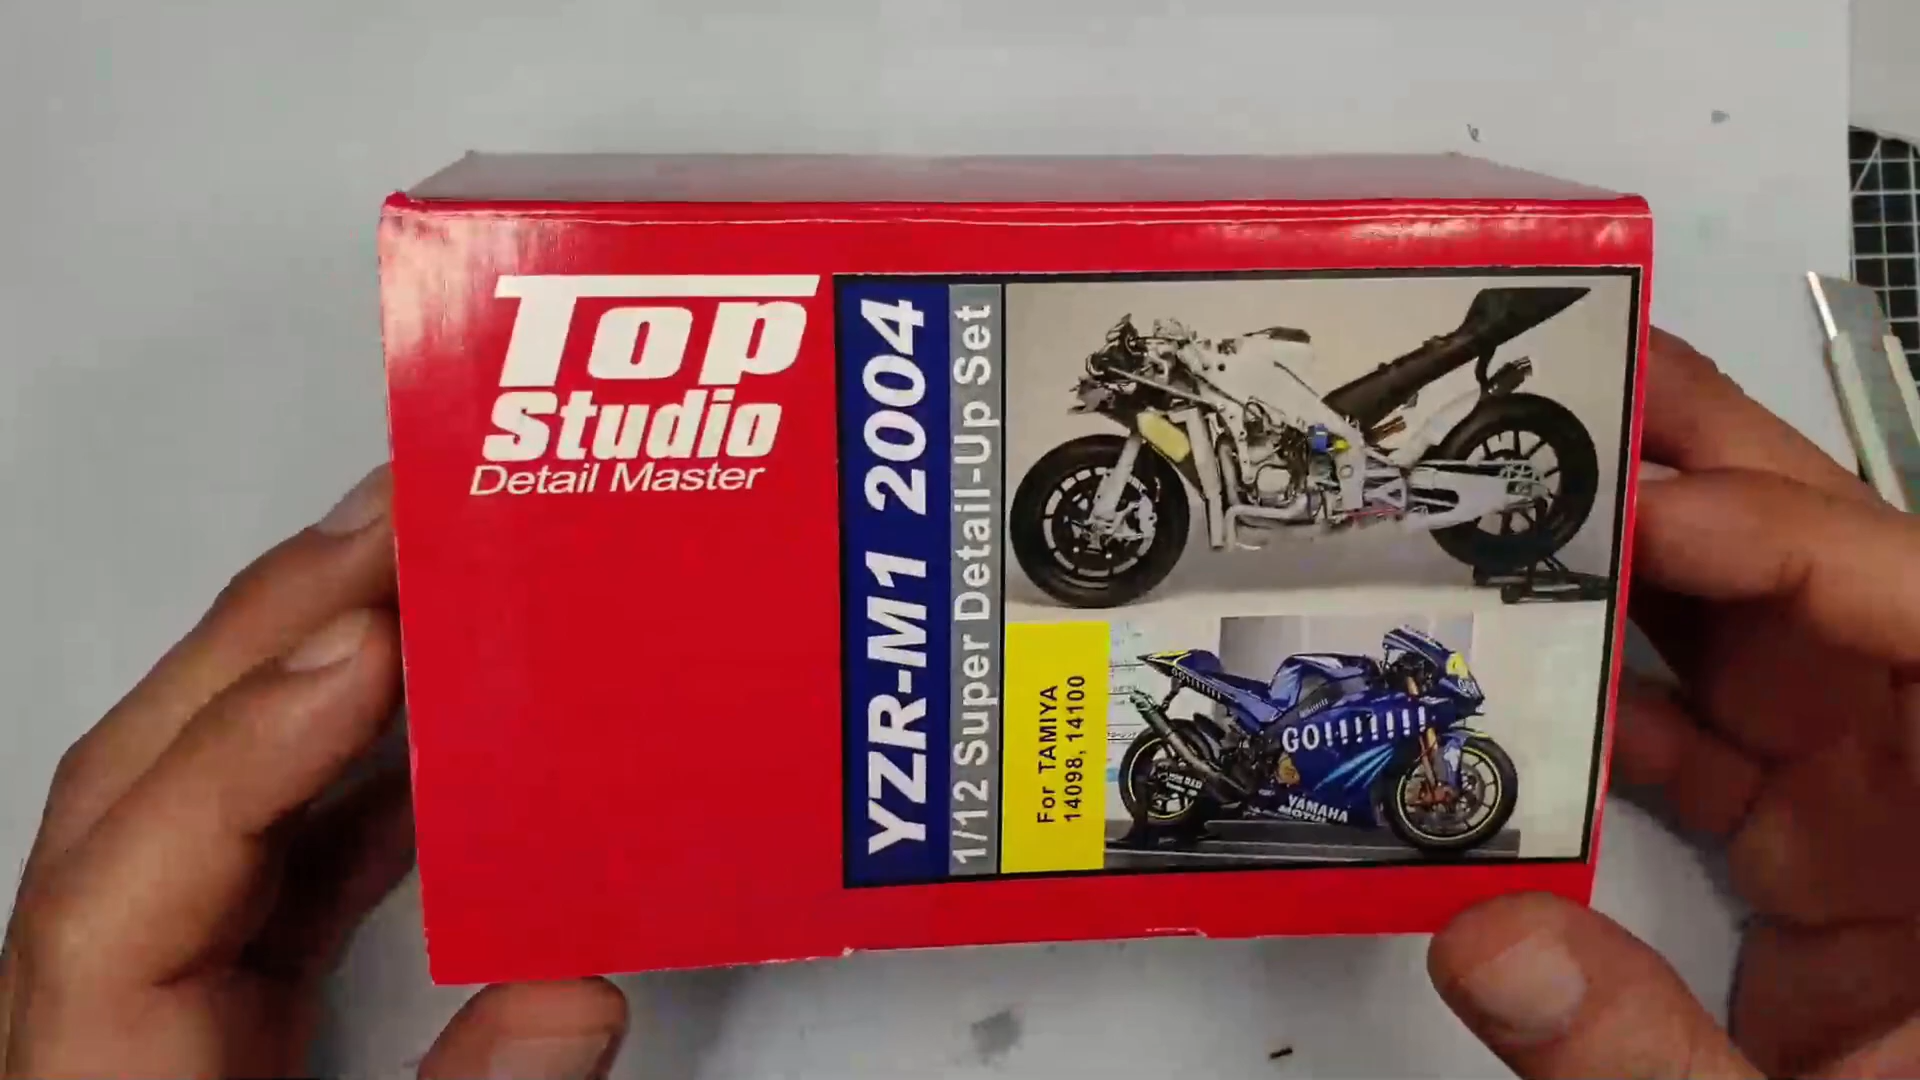 Top
Studio
Detail Master
YZR-M1 2004
1/12 Super Detail-Up Set
For TAMIYA
14098, 14100
GO!!!!!!!
YAMAHA
MOTUL